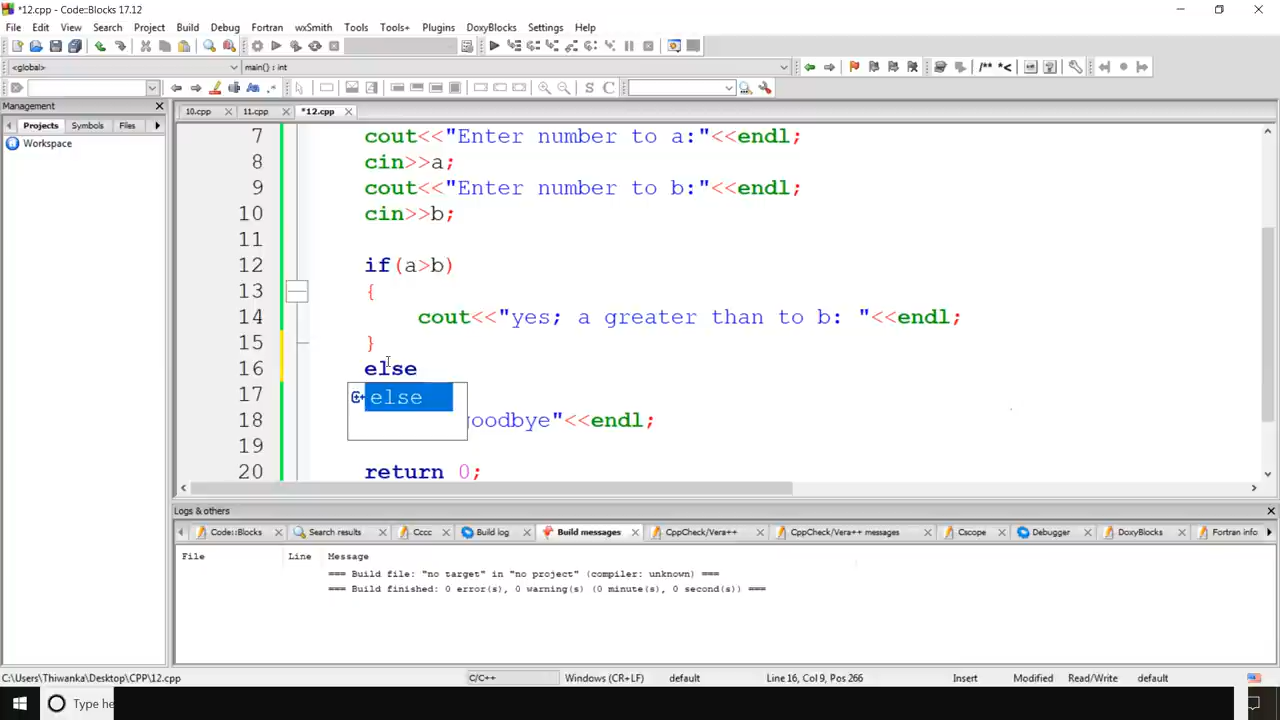 *12.cpp - Code::Blocks 17.12
File Edit View Search Project Build Debug Fortran wxSmith Tools Tools+ Plugins DoxyBlocks Settings Help
<global> main() : int
Management
Projects Symbols Files
Workspace
10.cpp 11.cpp *12.cpp
7 cout<<"Enter number to a:"<<endl;
8 cin>>a;
9 cout<<"Enter number to b:"<<endl;
10 cin>>b;
11
12 if(a>b)
13 {
14 cout<<"yes; a greater than to b: "<<endl;
15 }
16 else
17 else
18 oodbye"<<endl;
19
20 return 0;
Logs & others
Code::Blocks Search results Cccc Build log Build messages CppCheck/Vera++ CppCheck/Vera++ messages Cscope Debugger DoxyBlocks Fortran info
File Line Message
=== Build file: "no target" in "no project" (compiler: unknown) ===
=== Build finished: 0 error(s), 0 warning(s) (0 minute(s), 0 second(s)) ===
C:\Users\Thiwanka\Desktop\CPP\12.cpp C/C++ Windows (CR+LF) default Line 16, Col 9, Pos 266 Insert Modified Read/Write default
Type he